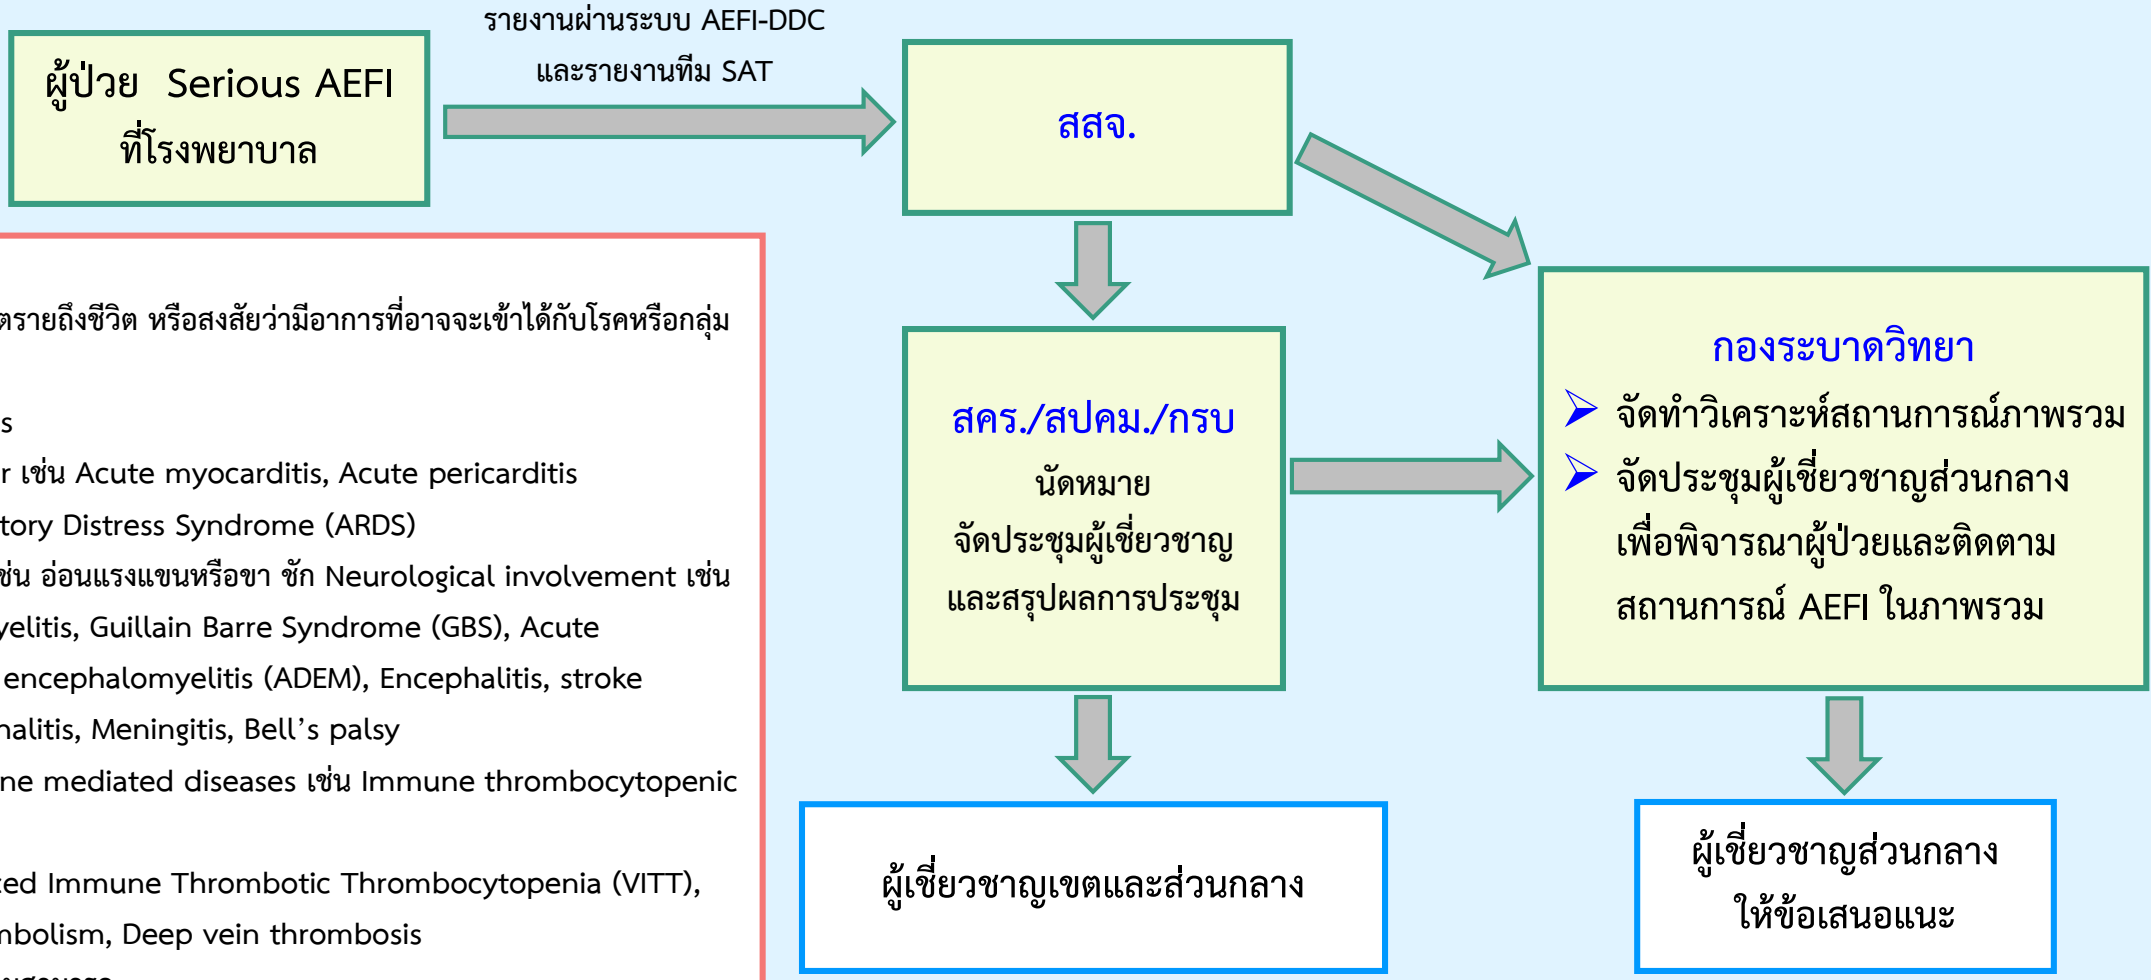 รายงานผ่านระบบ AEFI-DDC
และรายงานทีม SAT
ผู้ป่วย Serious AEFI
ที่โรงพยาบาล
สสจ.
ตรายถึงชีวิต หรือสงสัยว่ามีอาการที่อาจจะเข้าได้กับโรคหรือกลุ่ม
s
r เช่น Acute myocarditis, Acute pericarditis
tory Distress Syndrome (ARDS)
ช่น อ่อนแรงแขนหรือขา ชัก Neurological involvement เช่น
yelitis, Guillain Barre Syndrome (GBS), Acute
encephalomyelitis (ADEM), Encephalitis, stroke
halitis, Meningitis, Bell’s palsy
ne mediated diseases เช่น Immune thrombocytopenic
ced Immune Thrombotic Thrombocytopenia (VITT),
mbolism, Deep vein thrombosis
สคร./สปคม./กรบ
นัดหมาย
จัดประชุมผู้เชี่ยวชาญ
และสรุปผลการประชุม
กองระบาดวิทยา
➢ จัดทำวิเคราะห์สถานการณ์ภาพรวม
➢ จัดประชุมผู้เชี่ยวชาญส่วนกลาง
เพื่อพิจารณาผู้ป่วยและติดตาม
สถานการณ์ AEFI ในภาพรวม
ผู้เชี่ยวชาญเขตและส่วนกลาง
ผู้เชี่ยวชาญส่วนกลาง
ให้ข้อเสนอแนะ